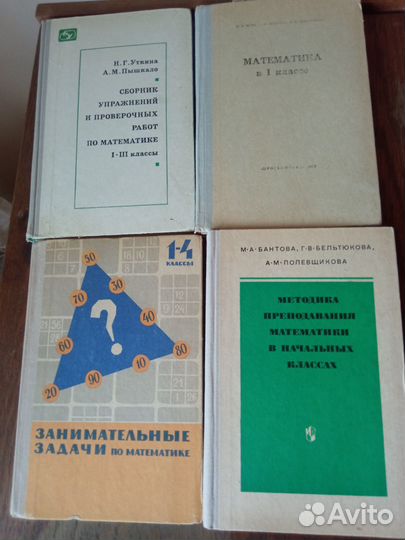 Н. Г. Уткина
А. М. Пышкало
СБОРНИК
УПРАЖНЕНИЙ
И ПРОВЕРОЧНЫХ
РАБОТ
ПО МАТЕМАТИКЕ
I–III классы
МАТЕМАТИКА
в I классе
1-4
КЛАССЫ
50
70
30
60
40
20
90
10
80
?
ЗАНИМАТЕЛЬНЫЕ
ЗАДАЧИ ПО МАТЕМАТИКЕ
М·А·БАНТОВА, Г·В·БЕЛЬТЮКОВА,
А·М·ПОЛЕВЩИКОВА
МЕТОДИКА
ПРЕПОДАВАНИЯ
МАТЕМАТИКИ
В НАЧАЛЬНЫХ
КЛАССАХ
Avito